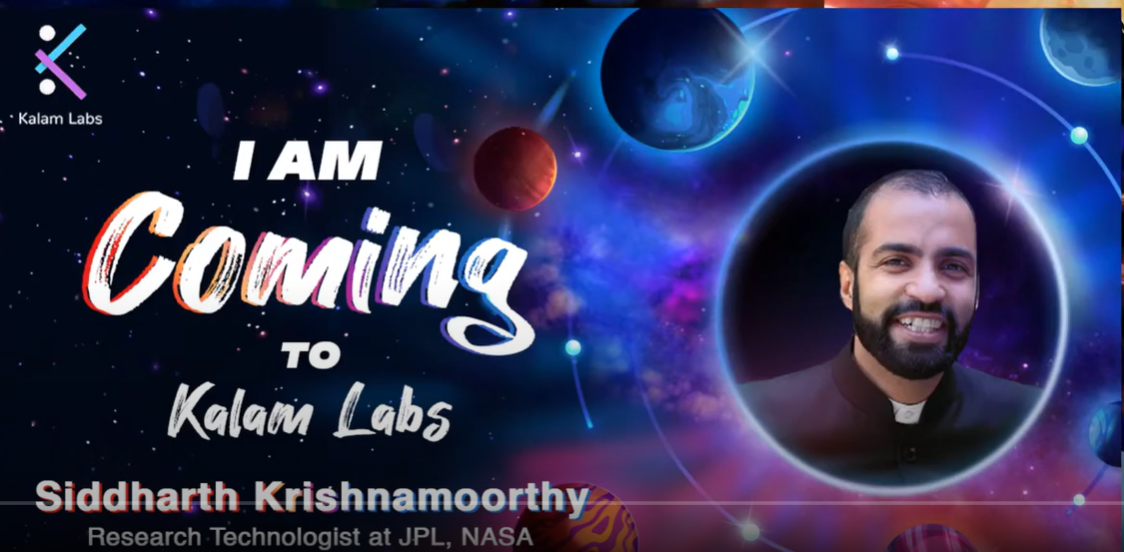 Kalam Labs
I AM
Coming
TO
Kalam Labs
Siddharth Krishnamoorthy
Research Technologist at JPL, NASA